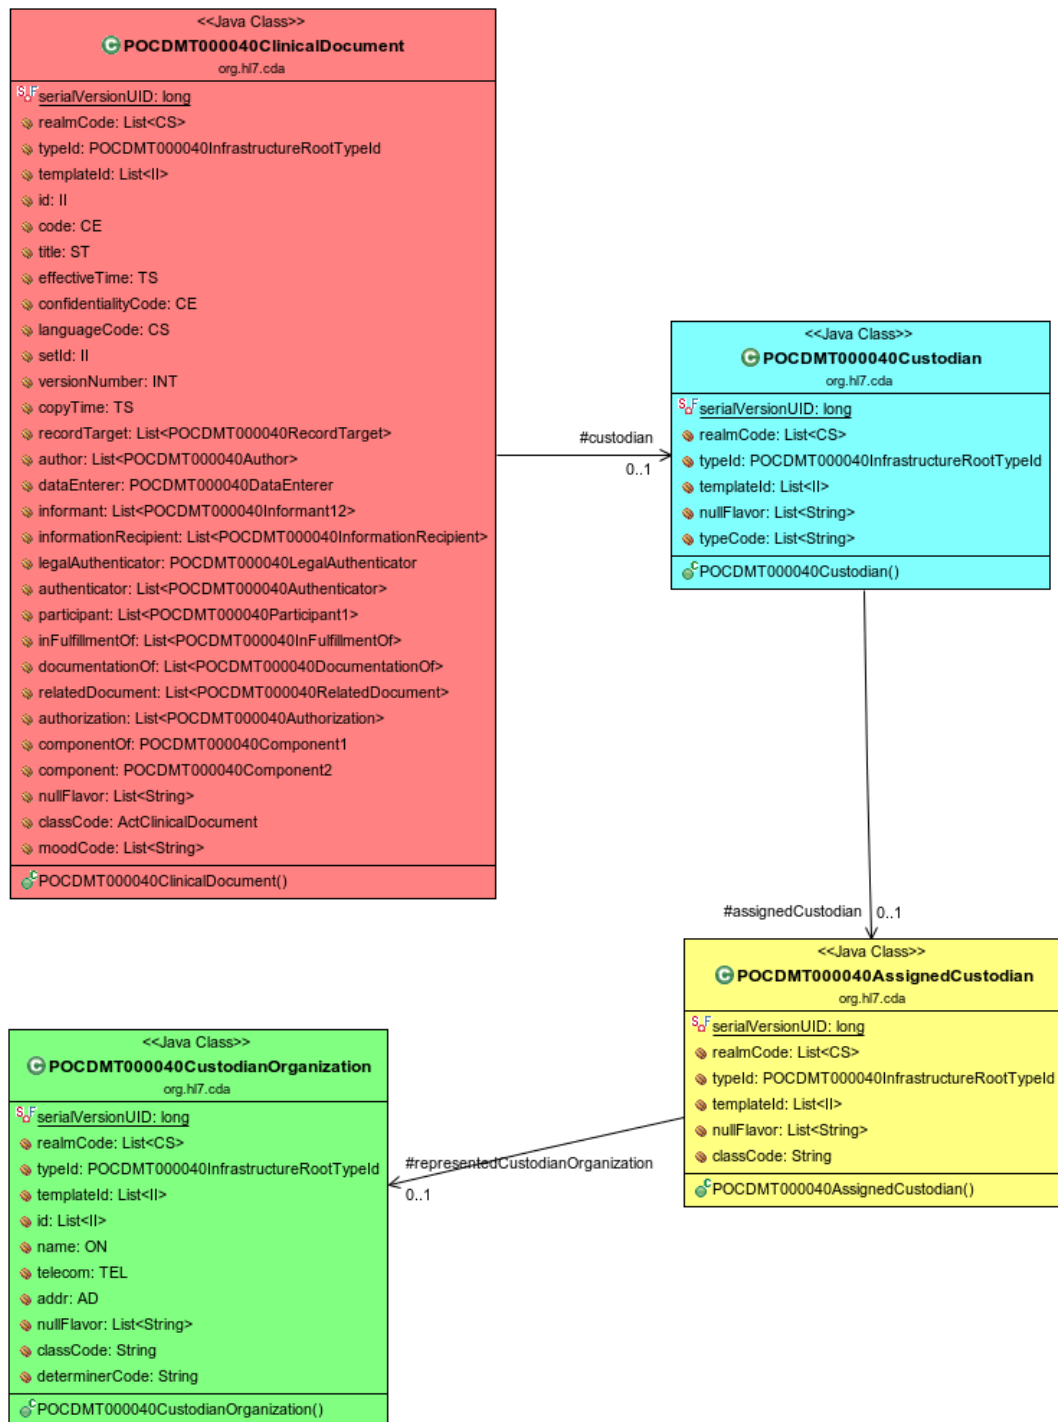 <<Java Class>>
POCDMT000040ClinicalDocument
org.hl7.cda
serialVersionUID: long
realmCode: List<CS>
typeId: POCDMT000040InfrastructureRootTypeId
templateId: List<II>
id: II
code: CE
title: ST
effectiveTime: TS
confidentialityCode: CE
languageCode: CS
setId: II
versionNumber: INT
copyTime: TS
recordTarget: List<POCDMT000040RecordTarget>
author: List<POCDMT000040Author>
dataEnterer: POCDMT000040DataEnterer
informant: List<POCDMT000040Informant12>
informationRecipient: List<POCDMT000040InformationRecipient>
legalAuthenticator: POCDMT000040LegalAuthenticator
authenticator: List<POCDMT000040Authenticator>
participant: List<POCDMT000040Participant1>
inFulfillmentOf: List<POCDMT000040InFulfillmentOf>
documentationOf: List<POCDMT000040DocumentationOf>
relatedDocument: List<POCDMT000040RelatedDocument>
authorization: List<POCDMT000040Authorization>
componentOf: POCDMT000040Component1
component: POCDMT000040Component2
nullFlavor: List<String>
classCode: ActClinicalDocument
moodCode: List<String>
POCDMT000040ClinicalDocument()
#custodian
0..1
<<Java Class>>
POCDMT000040Custodian
org.hl7.cda
serialVersionUID: long
realmCode: List<CS>
typeId: POCDMT000040InfrastructureRootTypeId
templateId: List<II>
nullFlavor: List<String>
typeCode: List<String>
POCDMT000040Custodian()
#assignedCustodian 0..1
<<Java Class>>
POCDMT000040AssignedCustodian
org.hl7.cda
serialVersionUID: long
realmCode: List<CS>
typeId: POCDMT000040InfrastructureRootTypeId
templateId: List<II>
nullFlavor: List<String>
classCode: String
POCDMT000040AssignedCustodian()
#representedCustodianOrganization
0..1
<<Java Class>>
POCDMT000040CustodianOrganization
org.hl7.cda
serialVersionUID: long
realmCode: List<CS>
typeId: POCDMT000040InfrastructureRootTypeId
templateId: List<II>
id: List<II>
name: ON
telecom: TEL
addr: AD
nullFlavor: List<String>
classCode: String
determinerCode: String
POCDMT000040CustodianOrganization()